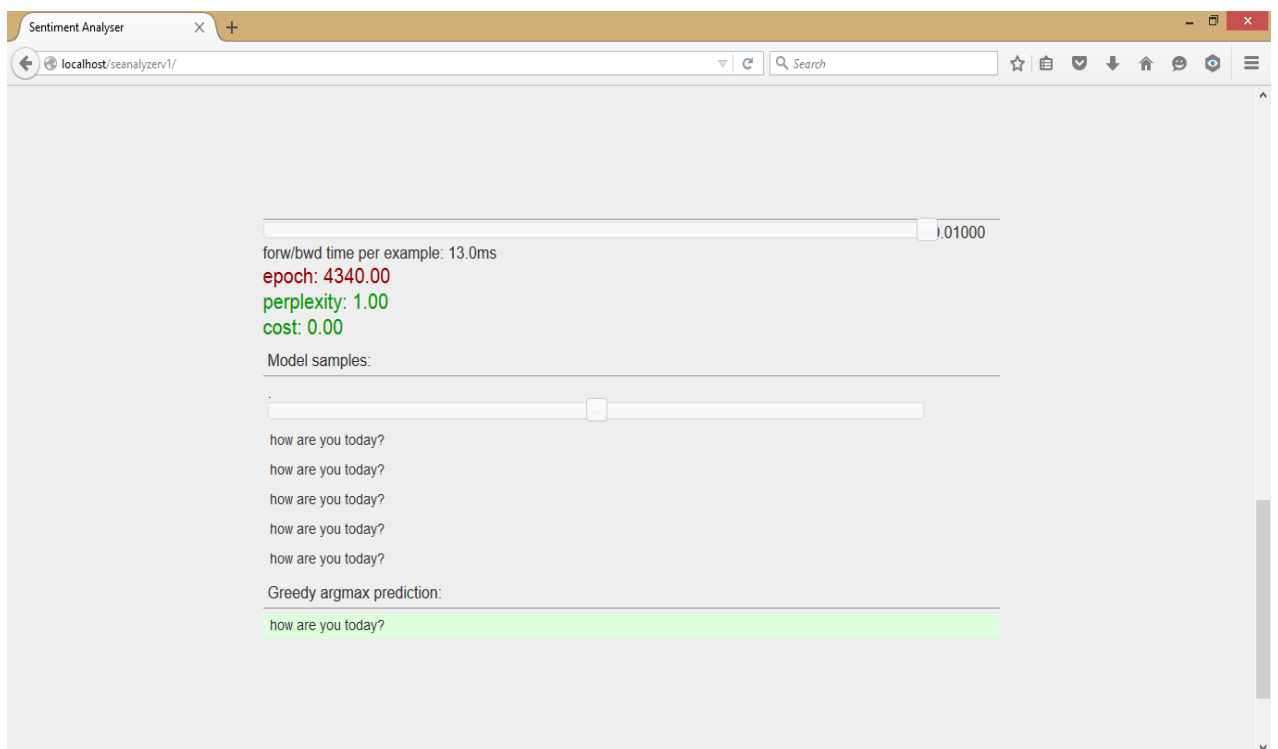 Sentiment Analyser
localhost/seanalyzerv1/
Search
.01000
forw/bwd time per example: 13.0ms
epoch: 4340.00
perplexity: 1.00
cost: 0.00
Model samples:
.
how are you today?
how are you today?
how are you today?
how are you today?
how are you today?
Greedy argmax prediction:
how are you today?